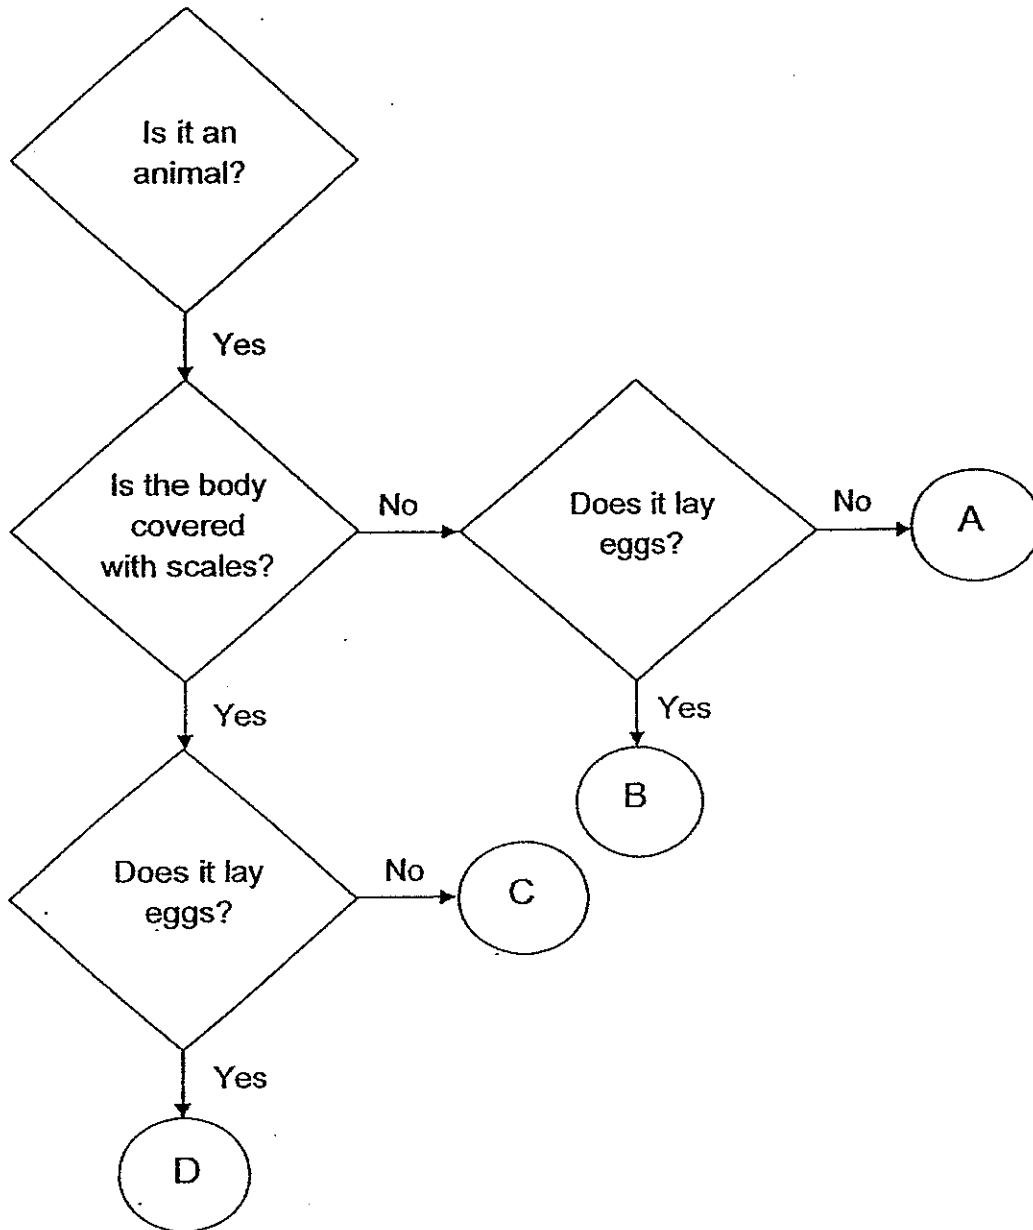 Is it an
animal?
Yes
Is the body
covered
with scales?
No
Does it lay
eggs?
No
A
Yes
B
Yes
Does it lay
eggs?
No
C
Yes
D